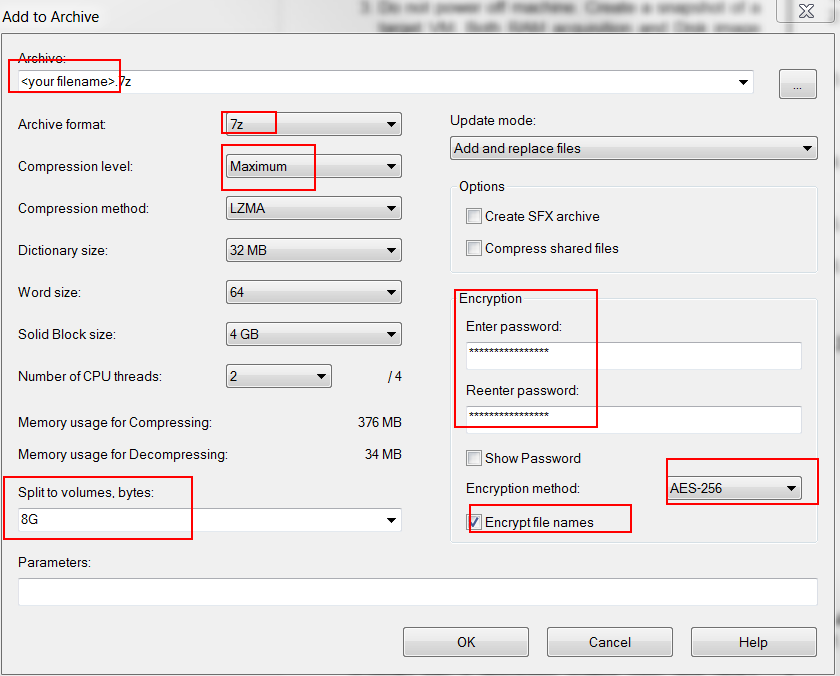 3. Do not power off machine. Create a snapshot of a
target VM. Both RAM acquisition and Disk image
Add to Archive
Archive:
<your filename>.7z
...
Archive format:
7z
Compression level:
Maximum
Compression method:
LZMA
Dictionary size:
32 MB
Word size:
64
Solid Block size:
4 GB
Number of CPU threads:
2
/ 4
Memory usage for Compressing:
376 MB
Memory usage for Decompressing:
34 MB
Split to volumes, bytes:
8G
Update mode:
Add and replace files
Options
Create SFX archive
Compress shared files
Encryption
Enter password:
****************
Reenter password:
****************
Show Password
Encryption method:
AES-256
Encrypt file names
Parameters:
OK
Cancel
Help